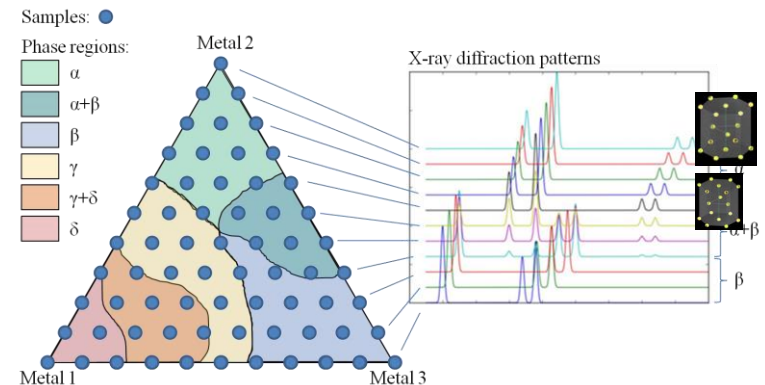 Samples:
Phase regions:
α
α+β
β
γ
γ+δ
δ
Metal 2
Metal 1
Metal 3
X-ray diffraction patterns
α
α+β
β